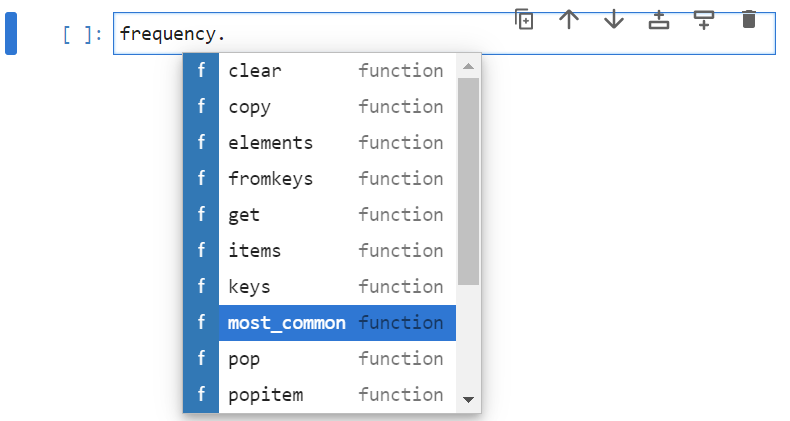 [ ]: frequency.
f clear function
f copy function
f elements function
f fromkeys function
f get function
f items function
f keys function
f most_common function
f pop function
f popitem function